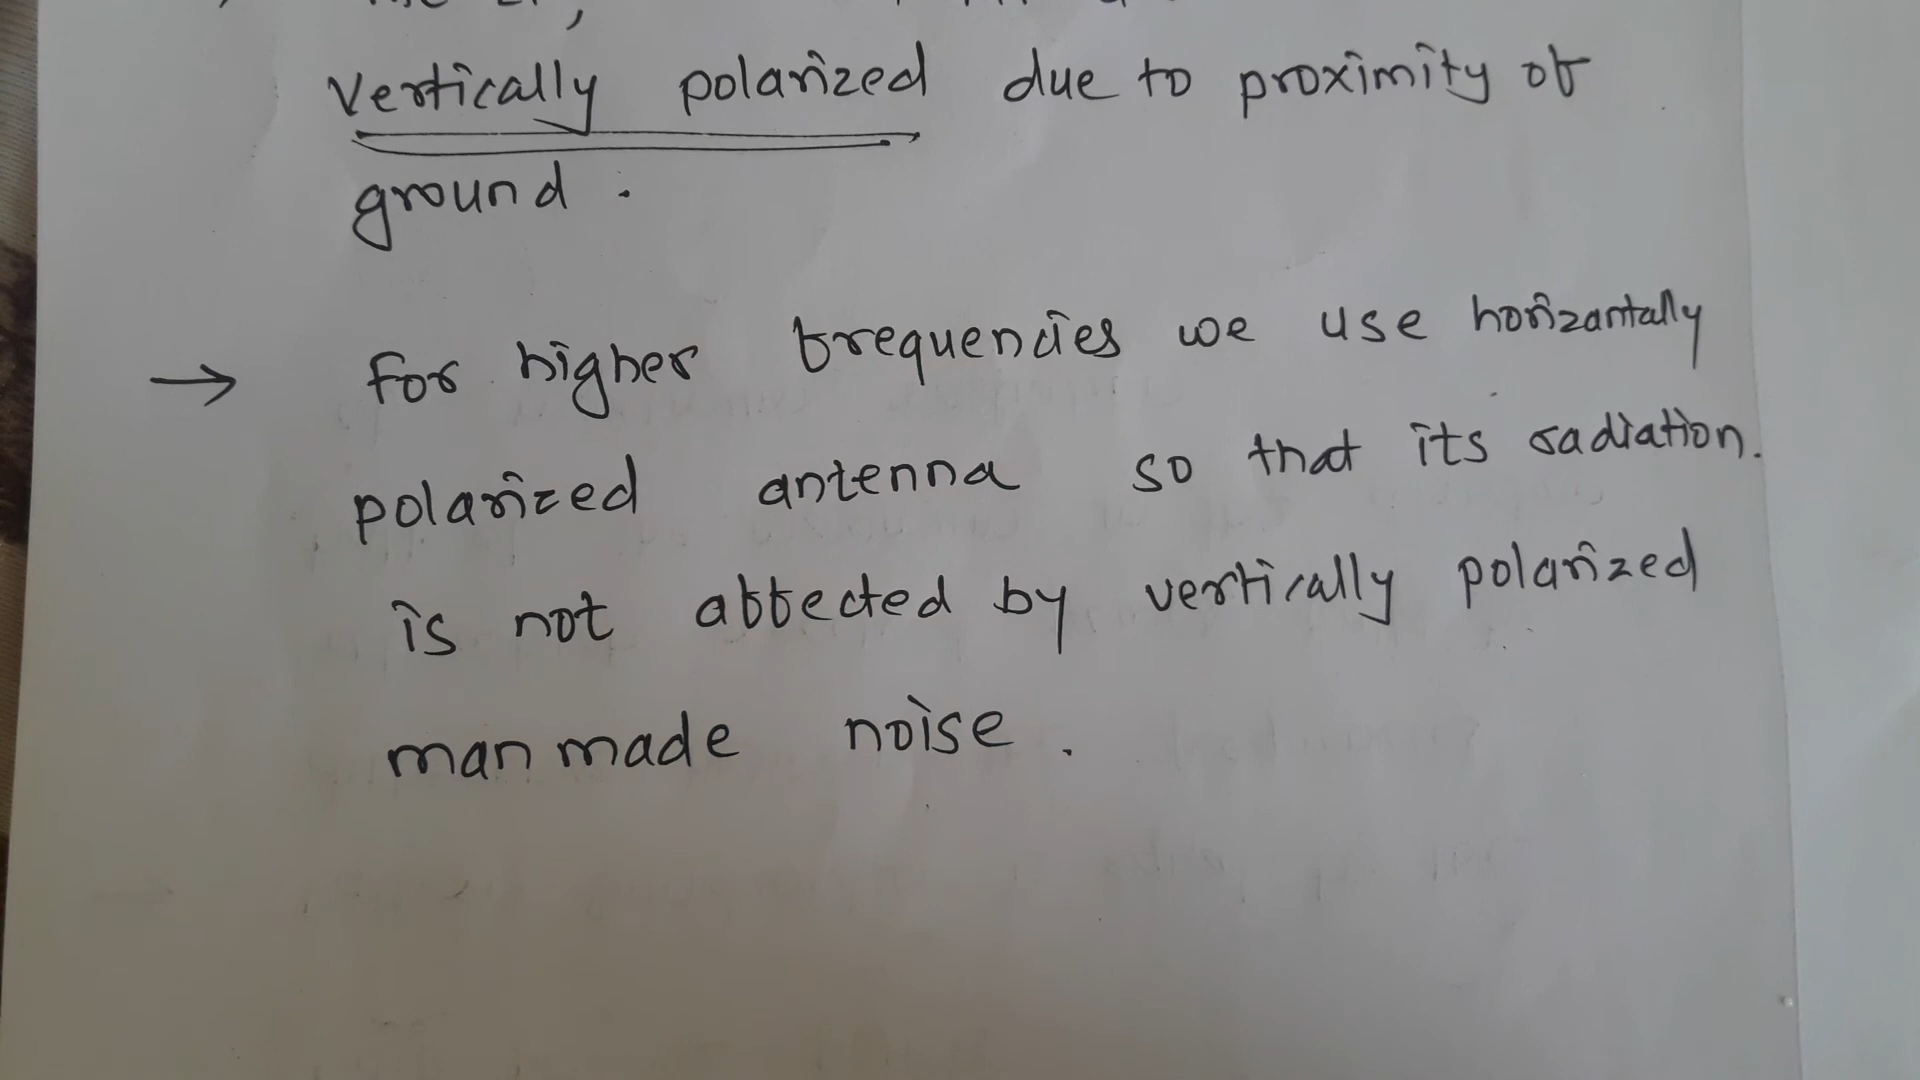 Vertically polarized due to proximity of
ground.
→ For higher frequencies we use horizantally
polarized antenna so that its radiation.
is not affected by vertically polarized
man made noise.